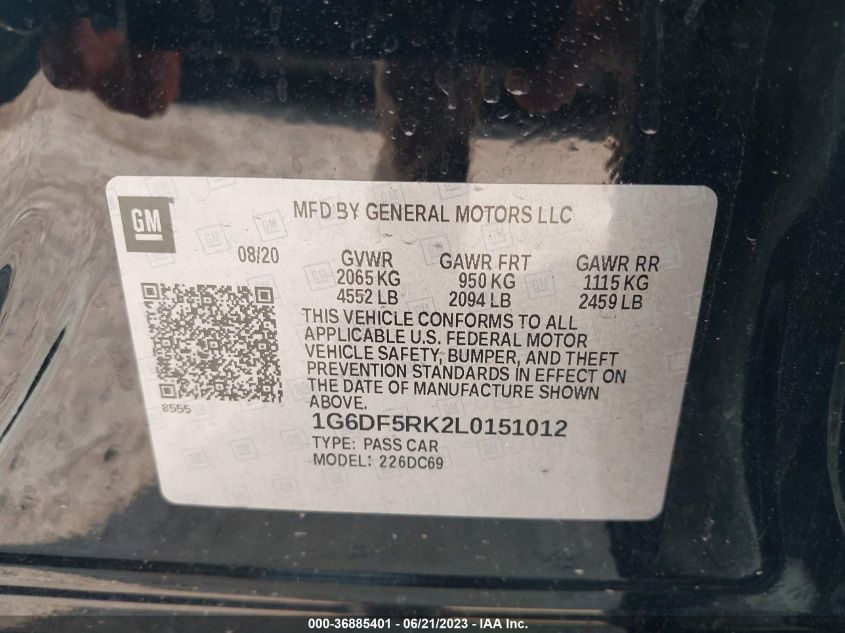 GM
MFD BY GENERAL MOTORS LLC
08/20
GVWR
2065 KG
4552 LB
GAWR FRT
950 KG
2094 LB
GAWR RR
1115 KG
2459 LB
THIS VEHICLE CONFORMS TO ALL
APPLICABLE U.S. FEDERAL MOTOR
VEHICLE SAFETY, BUMPER, AND THEFT
PREVENTION STANDARDS IN EFFECT ON
THE DATE OF MANUFACTURE SHOWN
ABOVE.
8555
1G6DF5RK2L0151012
TYPE: PASS CAR
MODEL: 226DC69
000-36885401 - 06/21/2023 - IAA Inc.